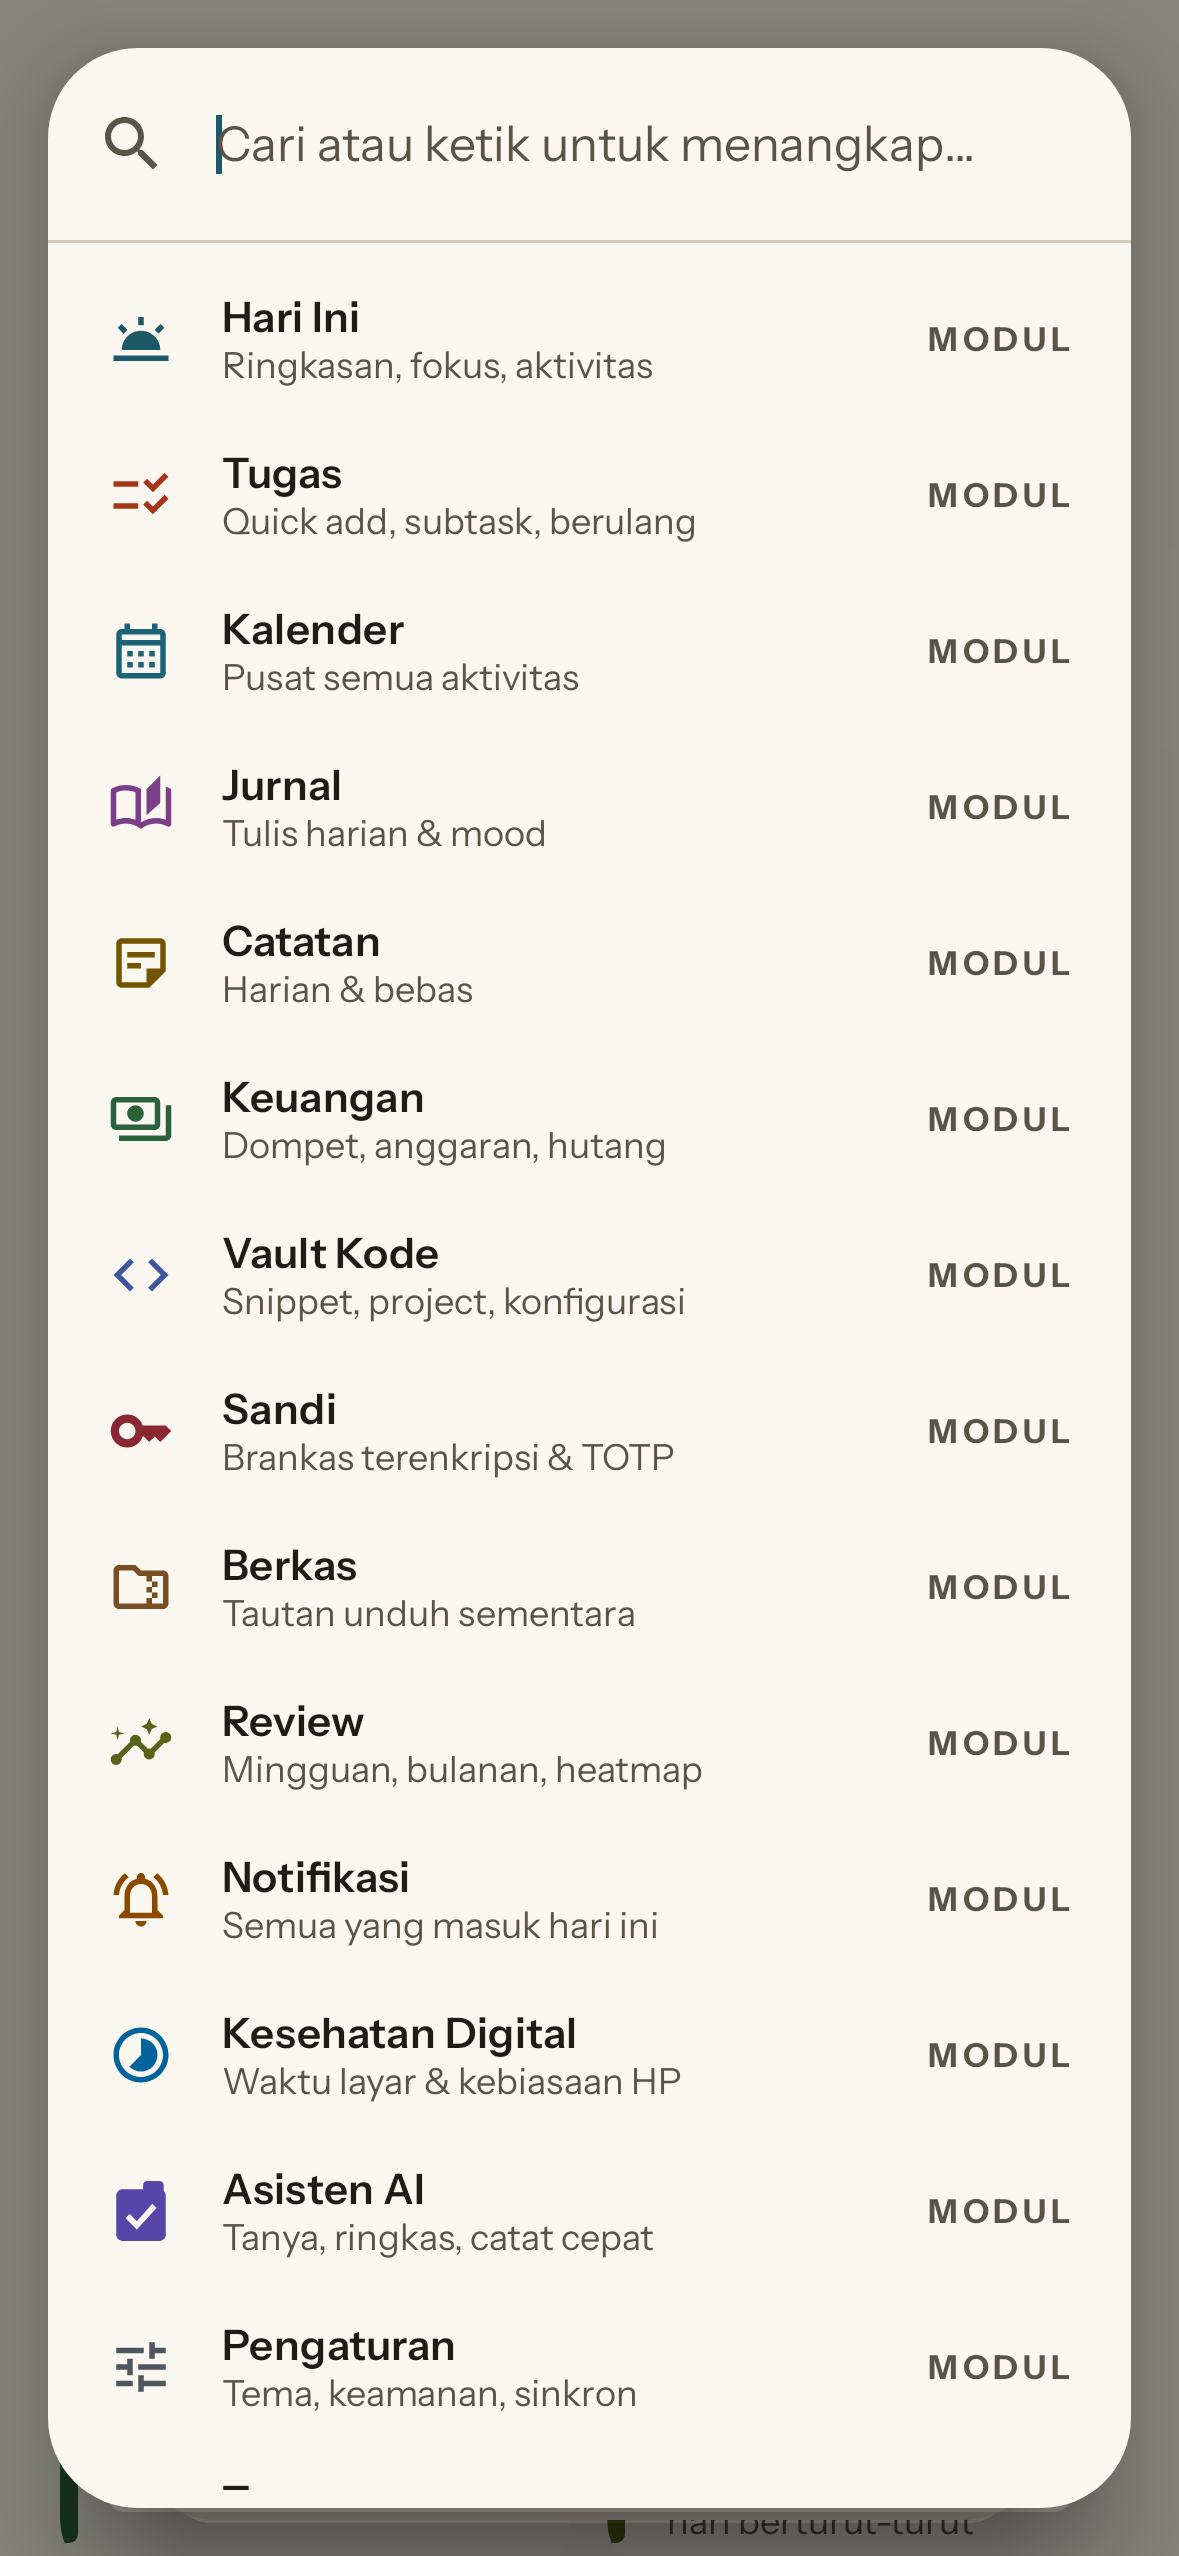 Cari atau ketik untuk menangkap...
Hari Ini
Ringkasan, fokus, aktivitas
MODUL
Tugas
Quick add, subtask, berulang
MODUL
Kalender
Pusat semua aktivitas
MODUL
Jurnal
Tulis harian & mood
MODUL
Catatan
Harian & bebas
MODUL
Keuangan
Dompet, anggaran, hutang
MODUL
Vault Kode
Snippet, project, konfigurasi
MODUL
Sandi
Brankas terenkripsi & TOTP
MODUL
Berkas
Tautan unduh sementara
MODUL
Review
Mingguan, bulanan, heatmap
MODUL
Notifikasi
Semua yang masuk hari ini
MODUL
Kesehatan Digital
Waktu layar & kebiasaan HP
MODUL
Asisten AI
Tanya, ringkas, catat cepat
MODUL
Pengaturan
Tema, keamanan, sinkron
MODUL
hari berturut-turut